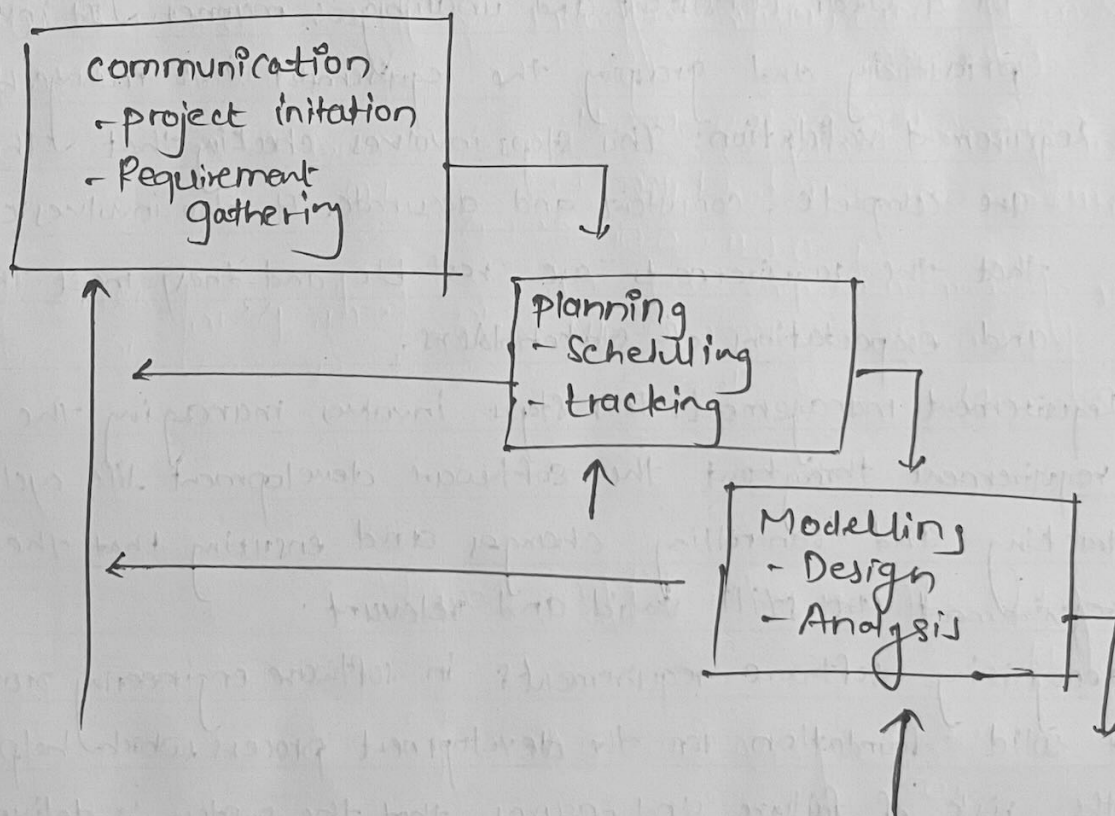 communication
- project initation
- Requirement
gathering
planning
- Schedulling
- tracking
Modelling
- Design
- Analysis